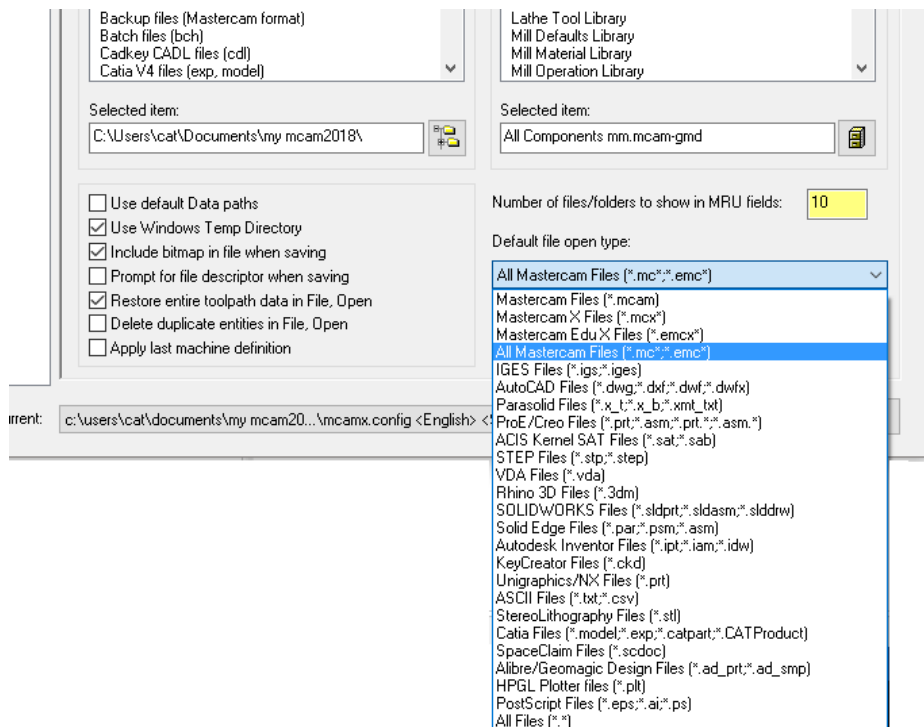 Backup files (Mastercam format)
Batch files (bch)
Cadkey CADL files (cdl)
Catia V4 files (exp, model)
Lathe Tool Library
Mill Defaults Library
Mill Material Library
Mill Operation Library
Selected item:
C:\Users\cat\Documents\my mcam2018\
Selected item:
All Components mm.mcam-gmd
Use default Data paths
Use Windows Temp Directory
Include bitmap in file when saving
Prompt for file descriptor when saving
Restore entire toolpath data in File, Open
Delete duplicate entities in File, Open
Apply last machine definition
Number of files/folders to show in MRU fields: 10
Default file open type:
All Mastercam Files (*.mc*;*.emc*)
Mastercam Files (*.mcam)
Mastercam X Files (*.mcx*)
Mastercam Edu X Files (*.emcx*)
All Mastercam Files (*.mc*;*.emc*)
IGES Files (*.igs;*.iges)
AutoCAD Files (*.dwg;*.dxf;*.dwf;*.dwfx)
Parasolid Files (*.x_t;*.x_b;*.xmt_txt)
ProE/Creo Files (*.prt;*.asm;*.prt.*;*.asm.*)
ACIS Kernel SAT Files (*.sat;*.sab)
STEP Files (*.stp;*.step)
VDA Files (*.vda)
Rhino 3D Files (*.3dm)
SOLIDWORKS Files (*.sldprt;*.sldasm;*.slddrw)
Solid Edge Files (*.par;*.psm;*.asm)
Autodesk Inventor Files (*.ipt;*.iam;*.idw)
KeyCreator Files (*.ckd)
Unigraphics/NX Files (*.prt)
ASCII Files (*.txt;*.csv)
StereoLithography Files (*.stl)
Catia Files (*.model;*.exp;*.catpart;*.CATProduct)
SpaceClaim Files (*.scdoc)
Alibre/Geomagic Design Files (*.ad_prt;*.ad_smp)
HPGL Plotter files (*.plt)
PostScript Files (*.eps;*.ai;*.ps)
All Files (*.*)
urrent: c:\users\cat\documents\my mcam20...\mcamx.config <English> <